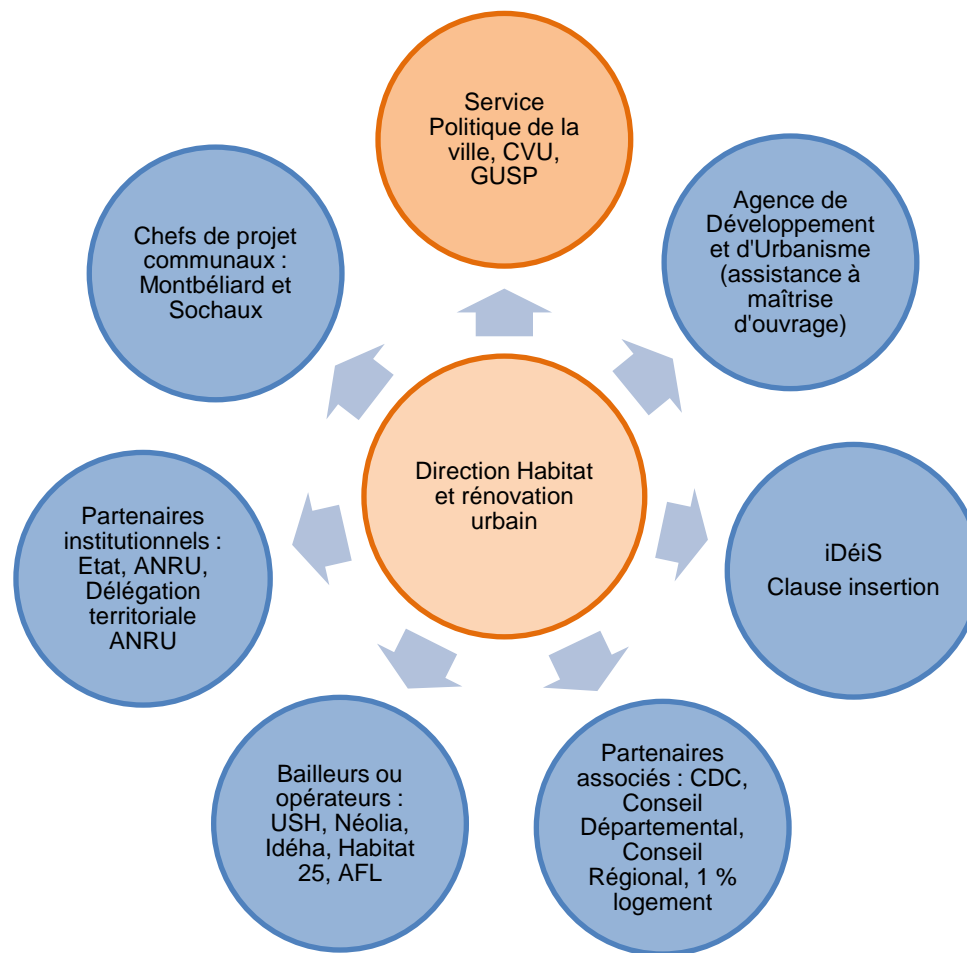 Service
Politique de la
ville, CVU,
GUSP
Agence de
Développement
et d'Urbanisme
(assistance à
maîtrise
d'ouvrage)
iDéiS
Clause insertion
Partenaires
associés : CDC,
Conseil
Départemental,
Conseil
Régional, 1 %
logement
Bailleurs ou
opérateurs :
USH, Néolia,
Idéha, Habitat
25, AFL
Partenaires
institutionnels :
Etat, ANRU,
Délégation
territoriale
ANRU
Chefs de projet
communaux :
Montbéliard et
Sochaux
Direction Habitat
et rénovation
urbain